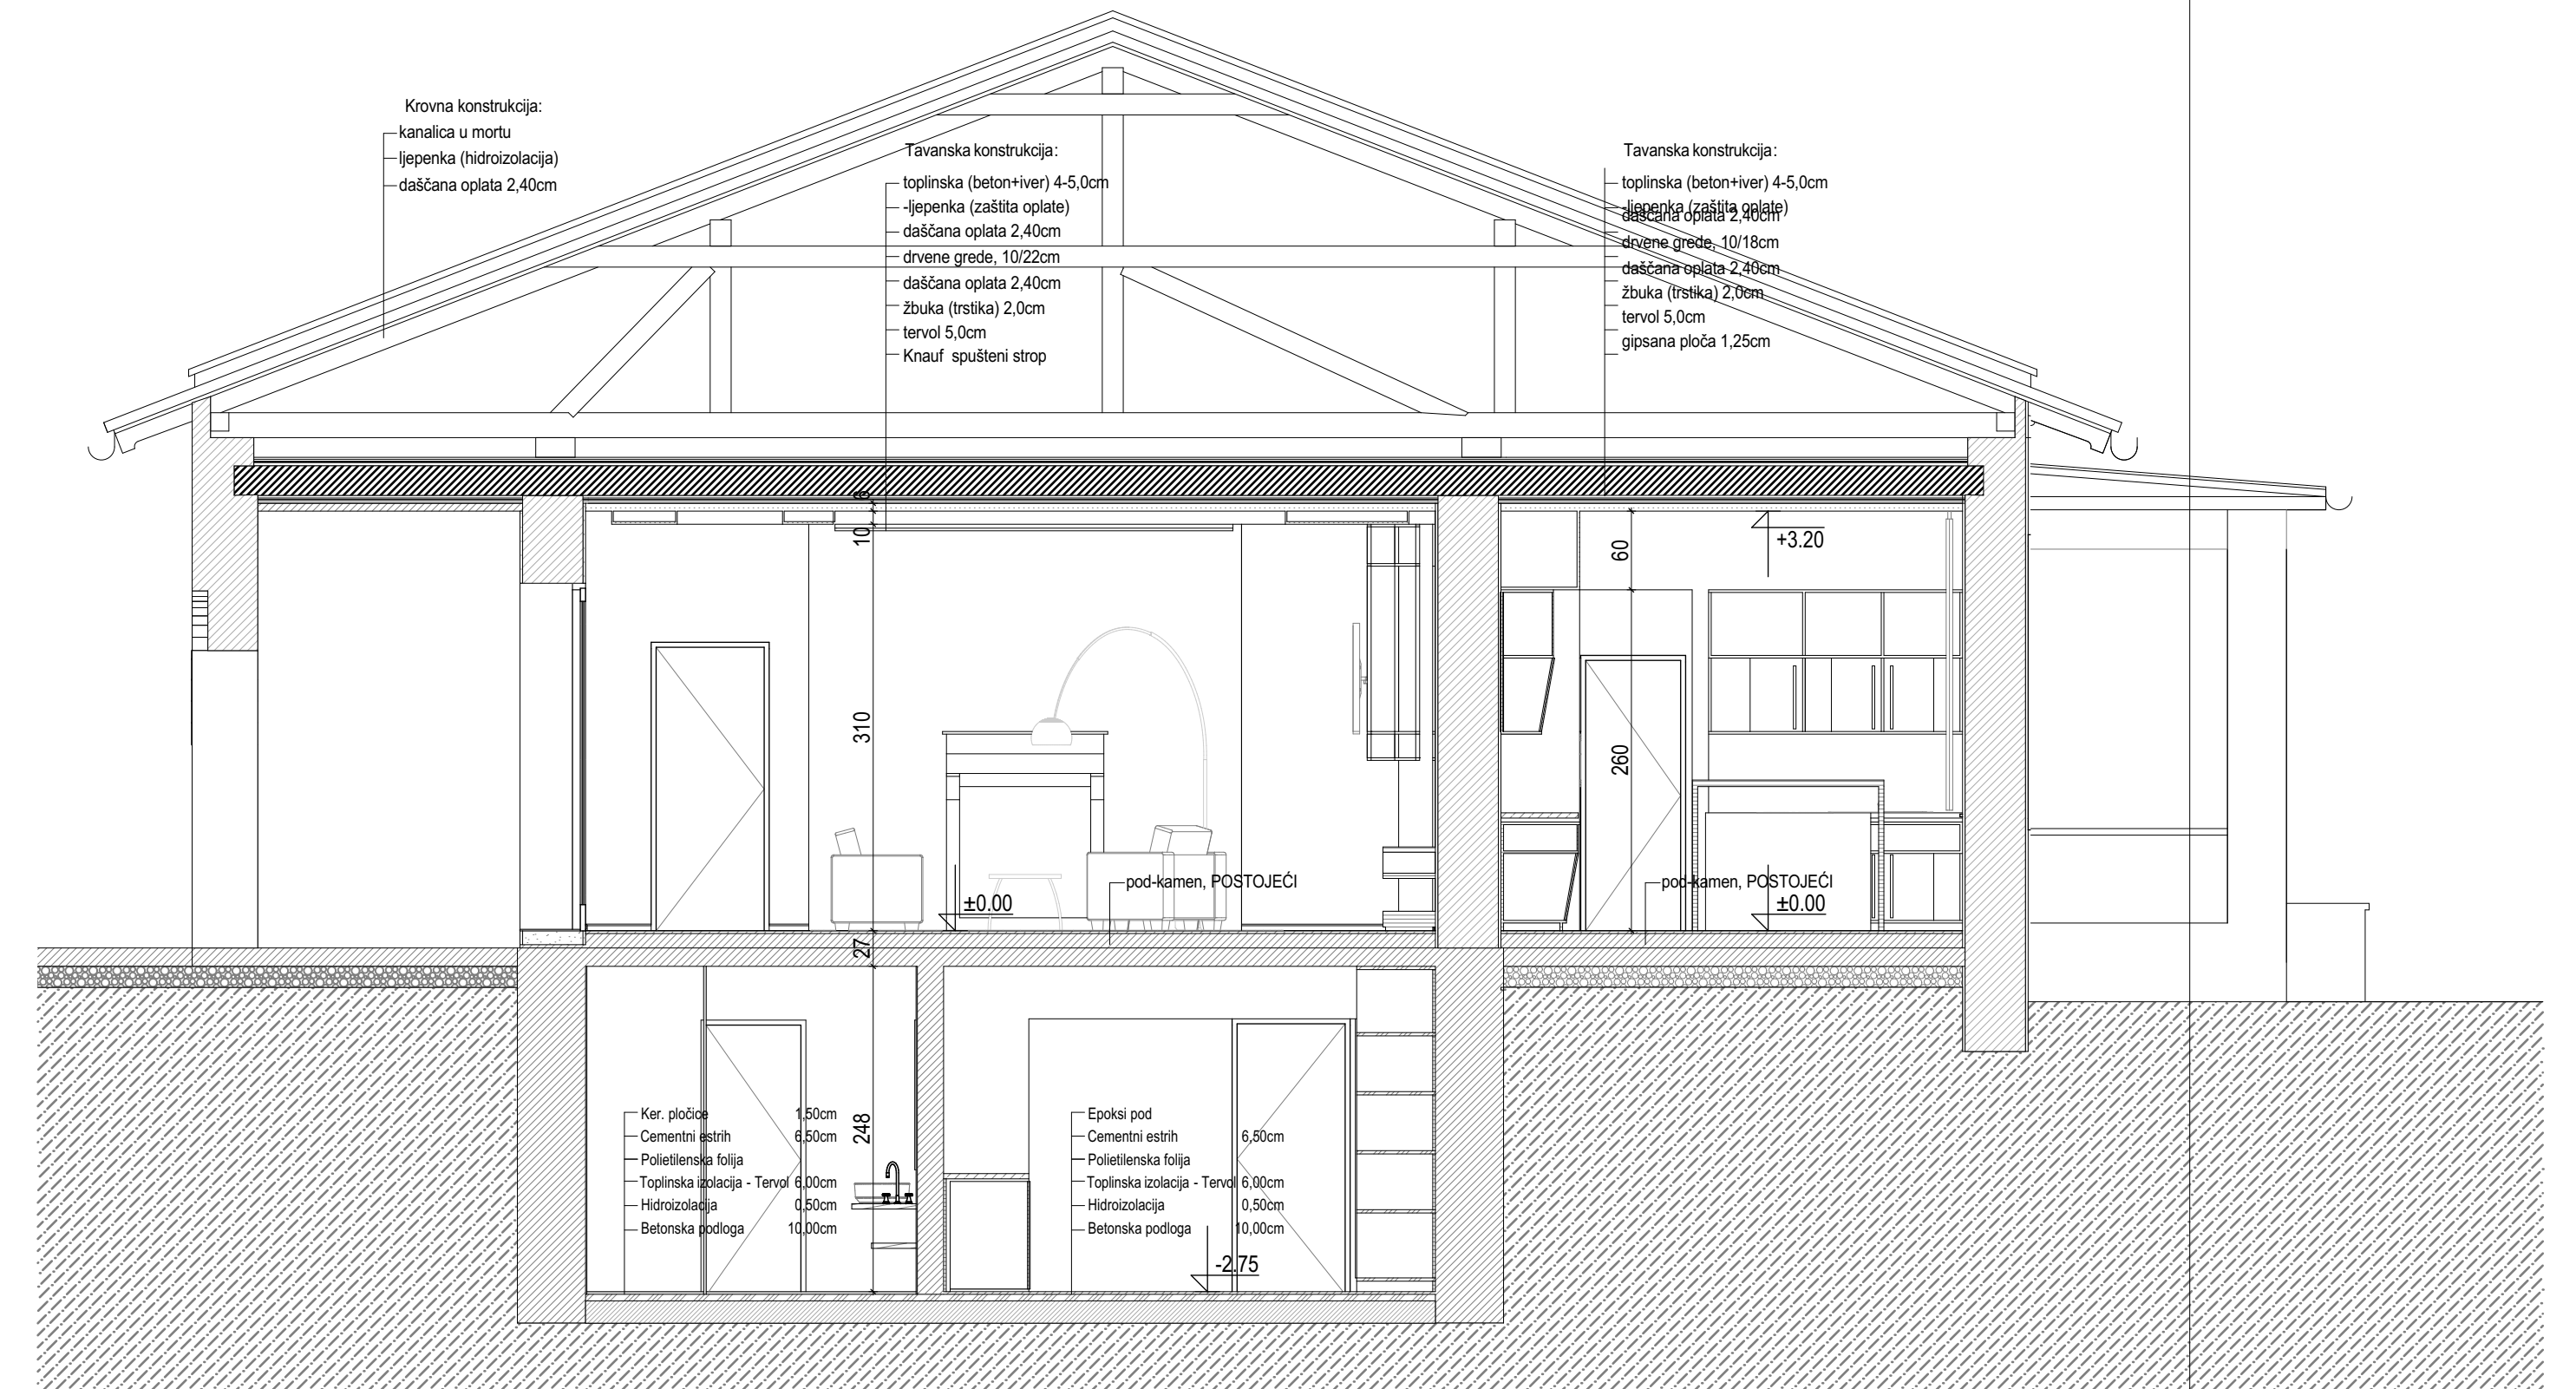 Krovna konstrukcija:
kanalica u mortu
ljepenka (hidroizolacija)
daščana oplata 2,40cm
Tavanska konstrukcija:
toplinska (beton+iver) 4-5,0cm
-ljepenka (zaštita oplate)
daščana oplata 2,40cm
drvene grede, 10/22cm
daščana oplata 2,40cm
žbuka (trstika) 2,0cm
tervol 5,0cm
Knauf spušteni strop
Tavanska konstrukcija:
toplinska (beton+iver) 4-5,0cm
-ljepenka (zaštita oplate)
daščana oplata 2,40cm
drvene grede, 10/18cm
daščana oplata 2,40cm
žbuka (trstika) 2,0cm
tervol 5,0cm
gipsana ploča 1,25cm
6
10
310
27
248
60
260
+3.20
±0.00
pod-kamen, POSTOJEĆI
pod-kamen, POSTOJEĆI
±0.00
Ker. pločice 1,50cm
Cementni estrih 6,50cm
Polietilenska folija
Toplinska izolacija - Tervol 6,00cm
Hidroizolacija 0,50cm
Betonska podloga 10,00cm
Epoksi pod
Cementni estrih 6,50cm
Polietilenska folija
Toplinska izolacija - Tervol 6,00cm
Hidroizolacija 0,50cm
Betonska podloga 10,00cm
-2.75